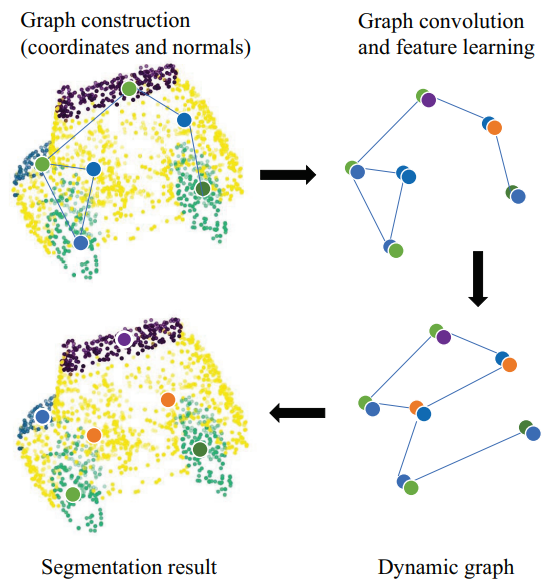 Graph construction
(coordinates and normals)
Graph convolution
and feature learning
Segmentation result
Dynamic graph